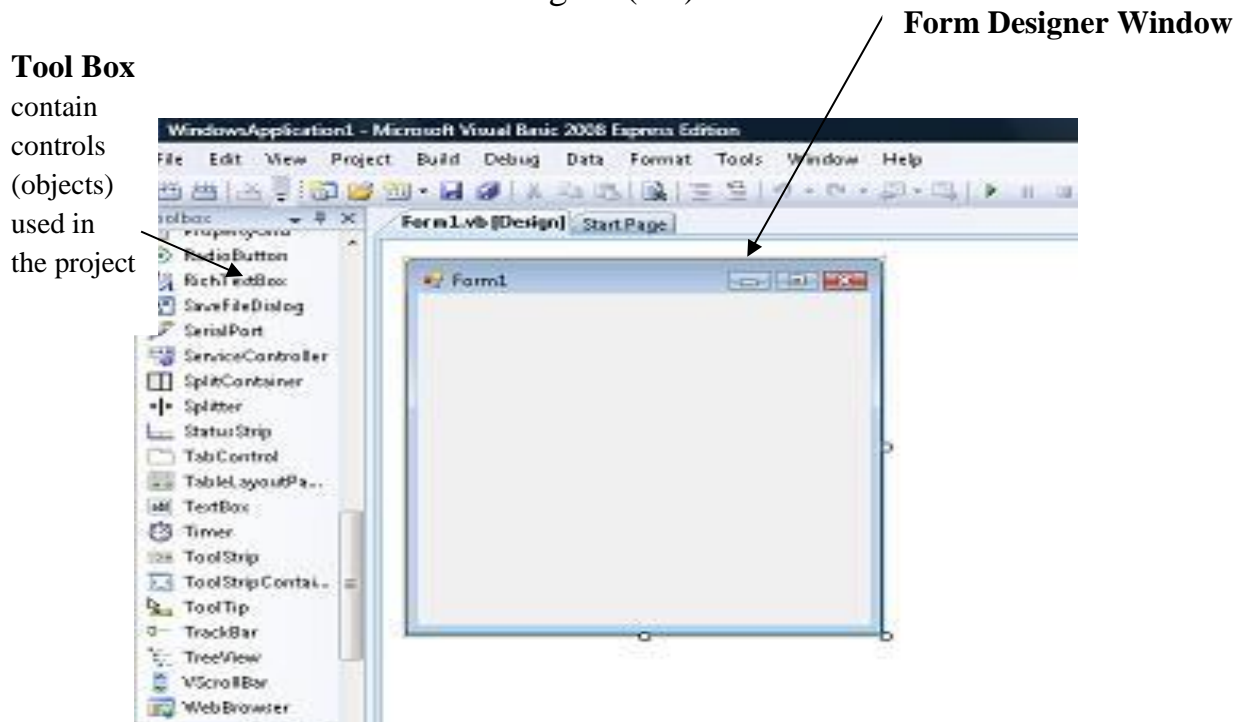 Form Designer Window
Tool Box
contain
controls
(objects)
used in
the project
WindowsApplication1 - Microsoft Visual Basic 2008 Express Edition
File Edit View Project Build Debug Data Format Tools Window Help
Form1.vb [Design] Start Page
RadioButton
RichTextBox
SaveFileDialog
SerialPort
ServiceController
SplitContainer
Splitter
StatusStrip
TabControl
TableLayoutPa...
TextBox
Timer
ToolStrip
ToolStripContai...
ToolTip
TrackBar
TreeView
VScrollBar
WebBrowser
Form1